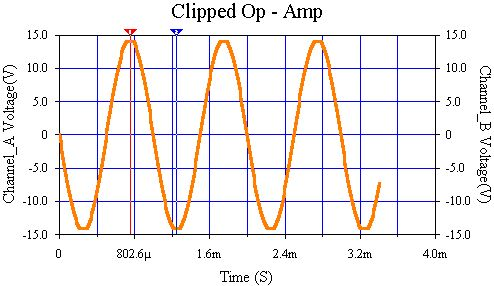 Clipped Op - Amp
15.0
10.0
5.0
0
-5.0
-10.0
-15.0
Channel_A Voltage(V)
15.0
10.0
5.0
0
-5.0
-10.0
-15.0
Channel_B Voltage(V)
0
802.6µ
1.6m
2.4m
3.2m
4.0m
Time (S)